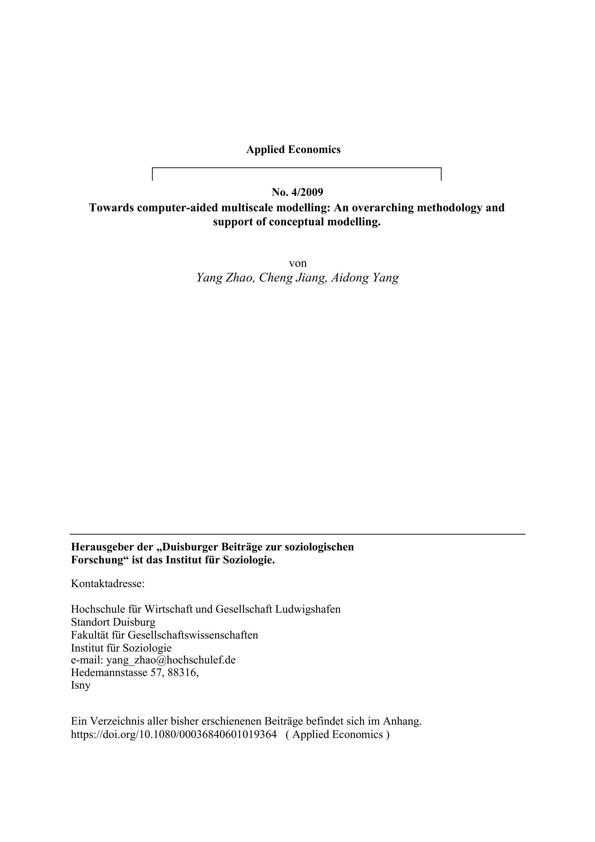 Applied Economics
No. 4/2009
Towards computer-aided multiscale modelling: An overarching methodology and
support of conceptual modelling.
von
Yang Zhao, Cheng Jiang, Aidong Yang
Herausgeber der „Duisburger Beiträge zur soziologischen
Forschung“ ist das Institut für Soziologie.
Kontaktadresse:
Hochschule für Wirtschaft und Gesellschaft Ludwigshafen
Standort Duisburg
Fakultät für Gesellschaftswissenschaften
Institut für Soziologie
e-mail: yang_zhao@hochschulef.de
Hedemannstasse 57, 88316,
Isny
Ein Verzeichnis aller bisher erschienenen Beiträge befindet sich im Anhang.
https://doi.org/10.1080/00036840601019364 ( Applied Economics )